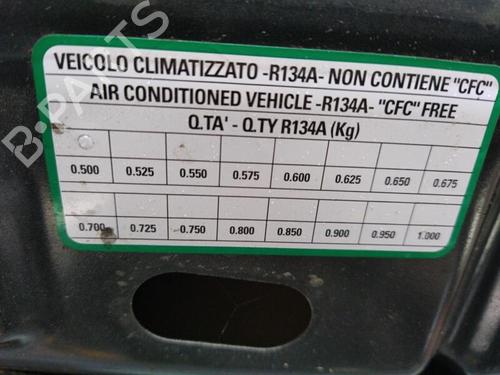 VEICOLO CLIMATIZZATO -R134A- NON CONTIENE "CFC"
AIR CONDITIONED VEHICLE -R134A- "CFC" FREE
Q.TA' - Q.TY R134A (Kg)
0.500 0.525 0.550 0.575 0.600 0.625 0.650 0.675
0.700 0.725 0.750 0.800 0.850 0.900 0.950 1.000
B-PARTS